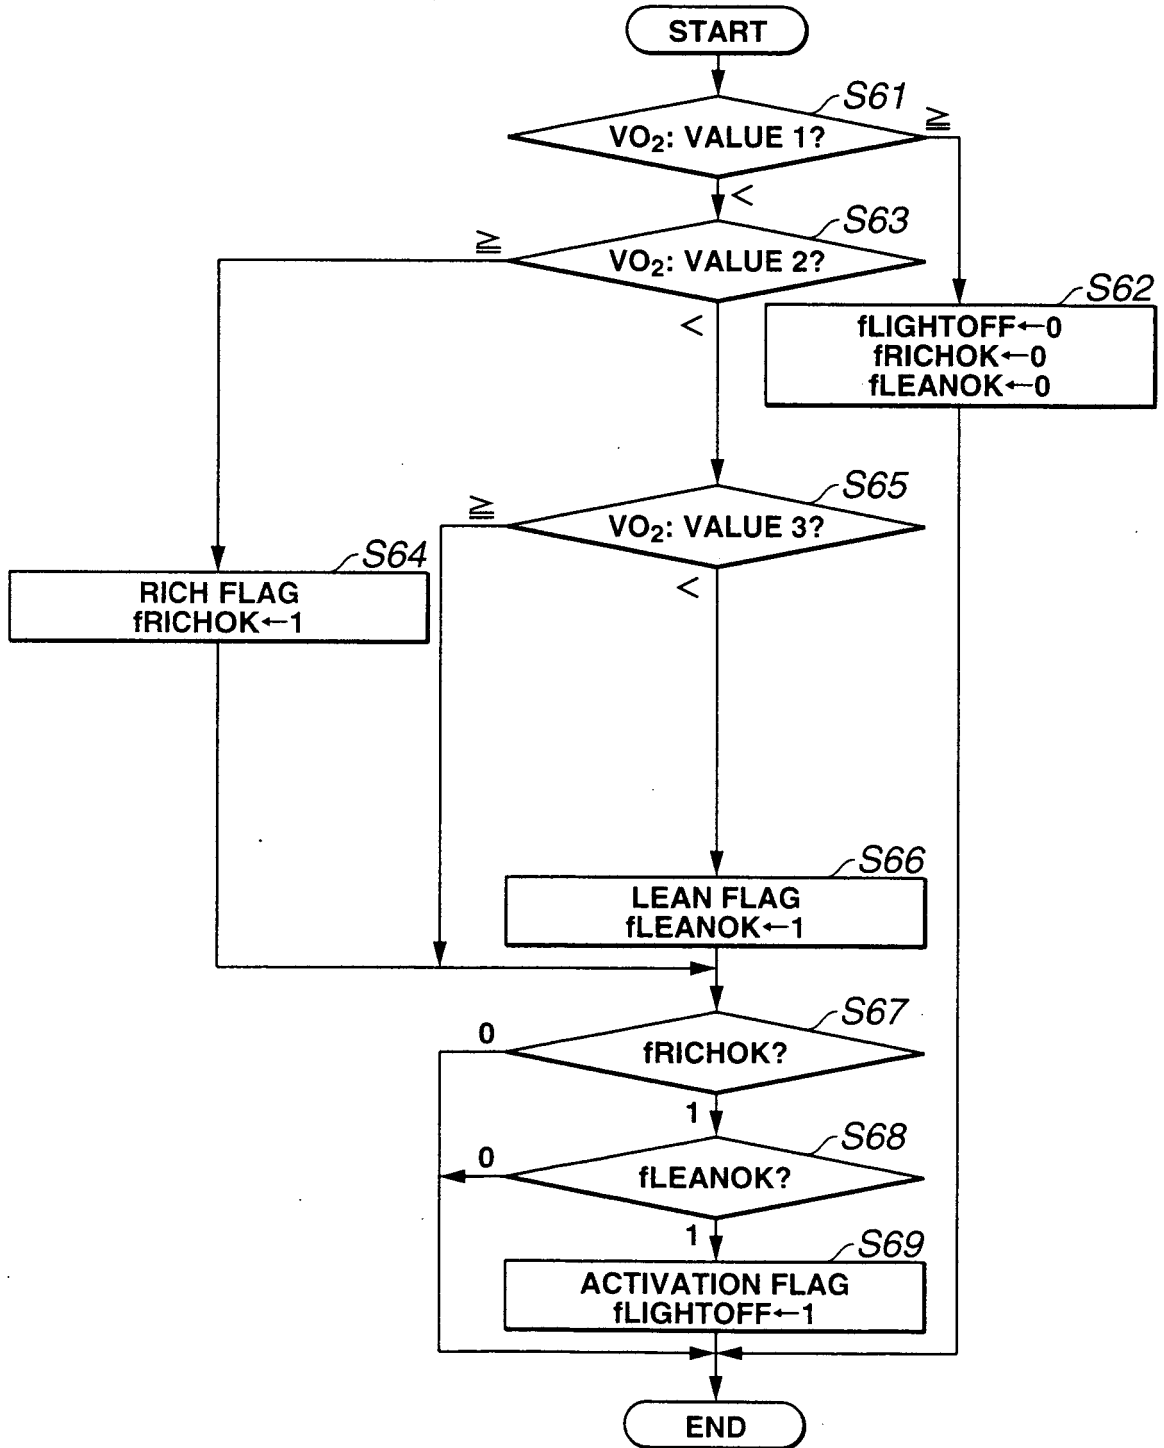 START
S61
VO₂: VALUE 1?
≧
<
S63
≧
VO₂: VALUE 2?
<
S62
fLIGHTOFF←0
fRICHOK←0
fLEANOK←0
S65
≧
VO₂: VALUE 3?
<
S64
RICH FLAG
fRICHOK←1
S66
LEAN FLAG
fLEANOK←1
S67
0
fRICHOK?
1
S68
0
fLEANOK?
1
S69
ACTIVATION FLAG
fLIGHTOFF←1
END